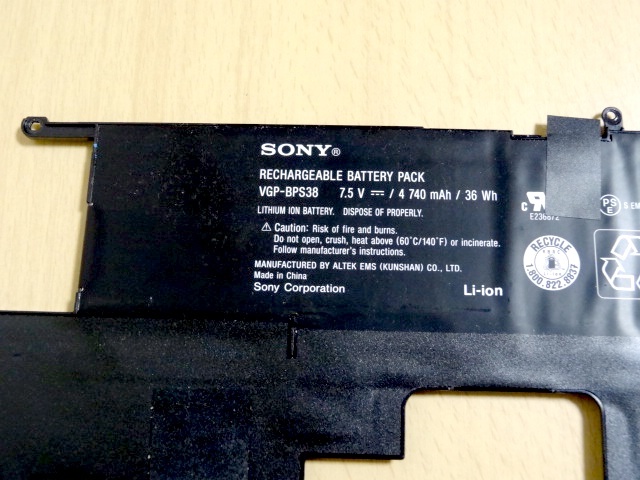 SONY®
RECHARGEABLE BATTERY PACK
VGP-BPS38 7.5 V ⎓ / 4 740 mAh / 36 Wh
LITHIUM ION BATTERY. DISPOSE OF PROPERLY.
⚠ Caution: Risk of fire and burns.
Do not open, crush, heat above (60°C/140°F) or incinerate.
Follow manufacturer's instructions.
MANUFACTURED BY ALTEK EMS (KUNSHAN) CO., LTD.
Made in China
Sony Corporation
Li-ion
E236872
PS
E
S EM
RECYCLE
1.800.822.8837